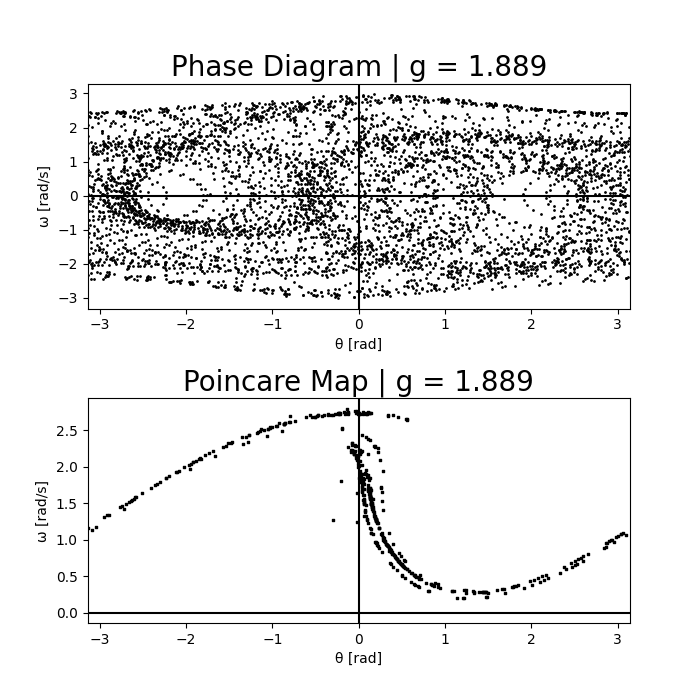 Phase Diagram | g = 1.889
3
2
1
0
−1
−2
−3
ω [rad/s]
−3 −2 −1 0 1 2 3
θ [rad]
Poincare Map | g = 1.889
2.5
2.0
1.5
1.0
0.5
0.0
ω [rad/s]
−3 −2 −1 0 1 2 3
θ [rad]